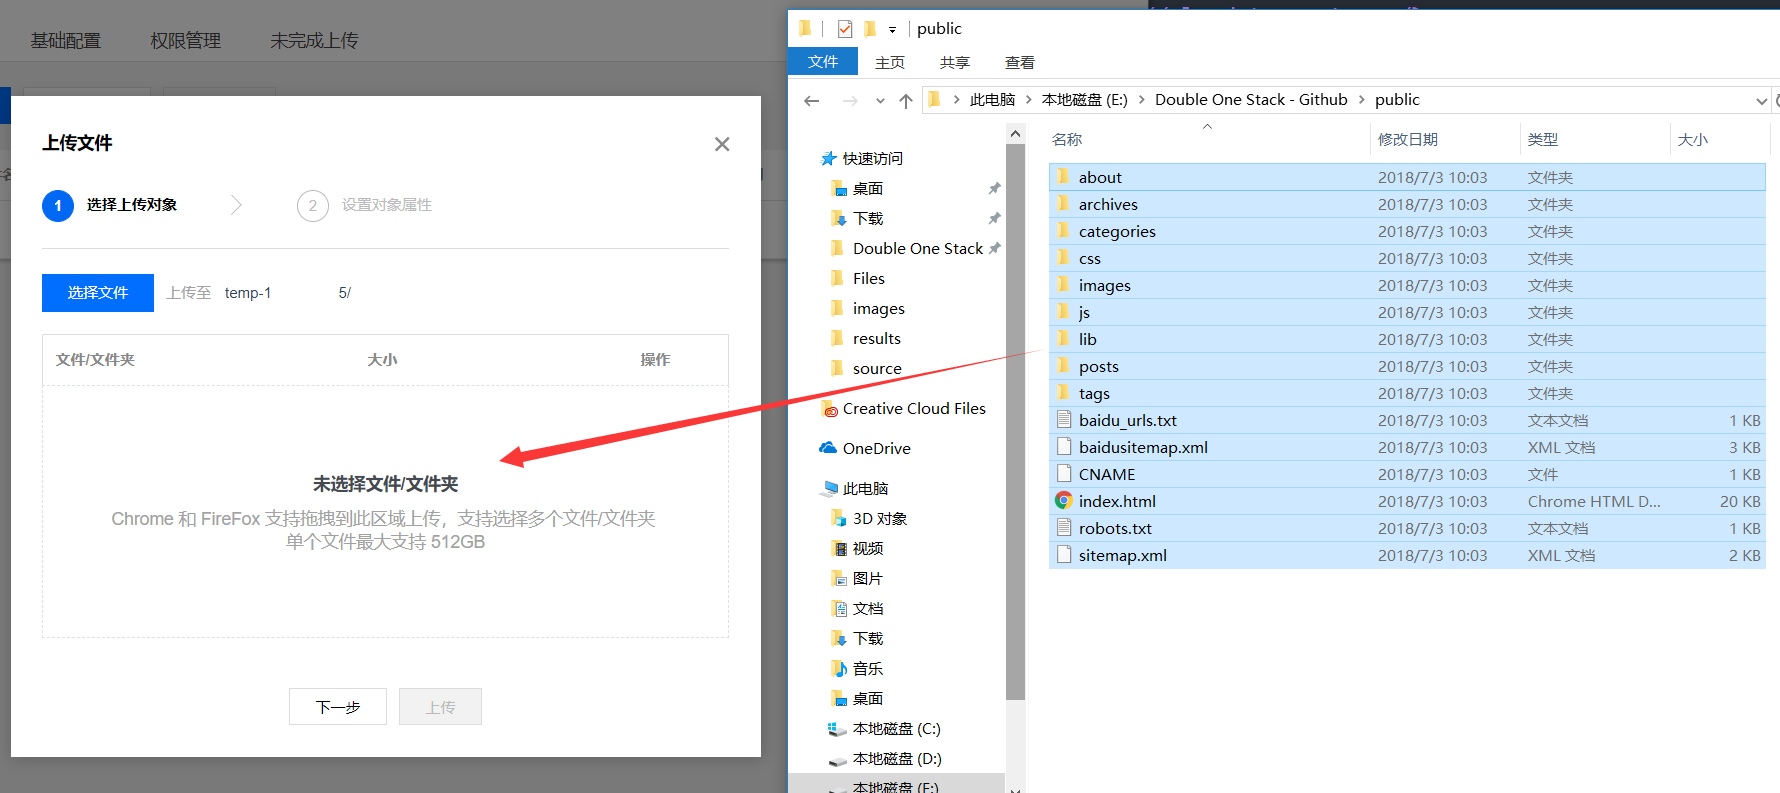 基础配置 权限管理 未完成上传
上传文件
1 选择上传对象 2 设置对象属性
选择文件 上传至 temp-1 5/
文件/文件夹 大小 操作
未选择文件/文件夹
Chrome 和 FireFox 支持拖拽到此区域上传，支持选择多个文件/文件夹
单个文件最大支持 512GB
下一步 上传
public
文件 主页 共享 查看
此电脑 本地磁盘 (E:) Double One Stack - Github public
快速访问
桌面
下载
Double One Stack
Files
images
results
source
Creative Cloud Files
OneDrive
此电脑
3D 对象
视频
图片
文档
下载
音乐
桌面
本地磁盘 (C:)
本地磁盘 (D:)
本地磁盘 (E:)
名称 修改日期 类型 大小
about 2018/7/3 10:03 文件夹
archives 2018/7/3 10:03 文件夹
categories 2018/7/3 10:03 文件夹
css 2018/7/3 10:03 文件夹
images 2018/7/3 10:03 文件夹
js 2018/7/3 10:03 文件夹
lib 2018/7/3 10:03 文件夹
posts 2018/7/3 10:03 文件夹
tags 2018/7/3 10:03 文件夹
baidu_urls.txt 2018/7/3 10:03 文本文档 1 KB
baidusitemap.xml 2018/7/3 10:03 XML 文档 3 KB
CNAME 2018/7/3 10:03 文件 1 KB
index.html 2018/7/3 10:03 Chrome HTML D... 20 KB
robots.txt 2018/7/3 10:03 文本文档 1 KB
sitemap.xml 2018/7/3 10:03 XML 文档 2 KB